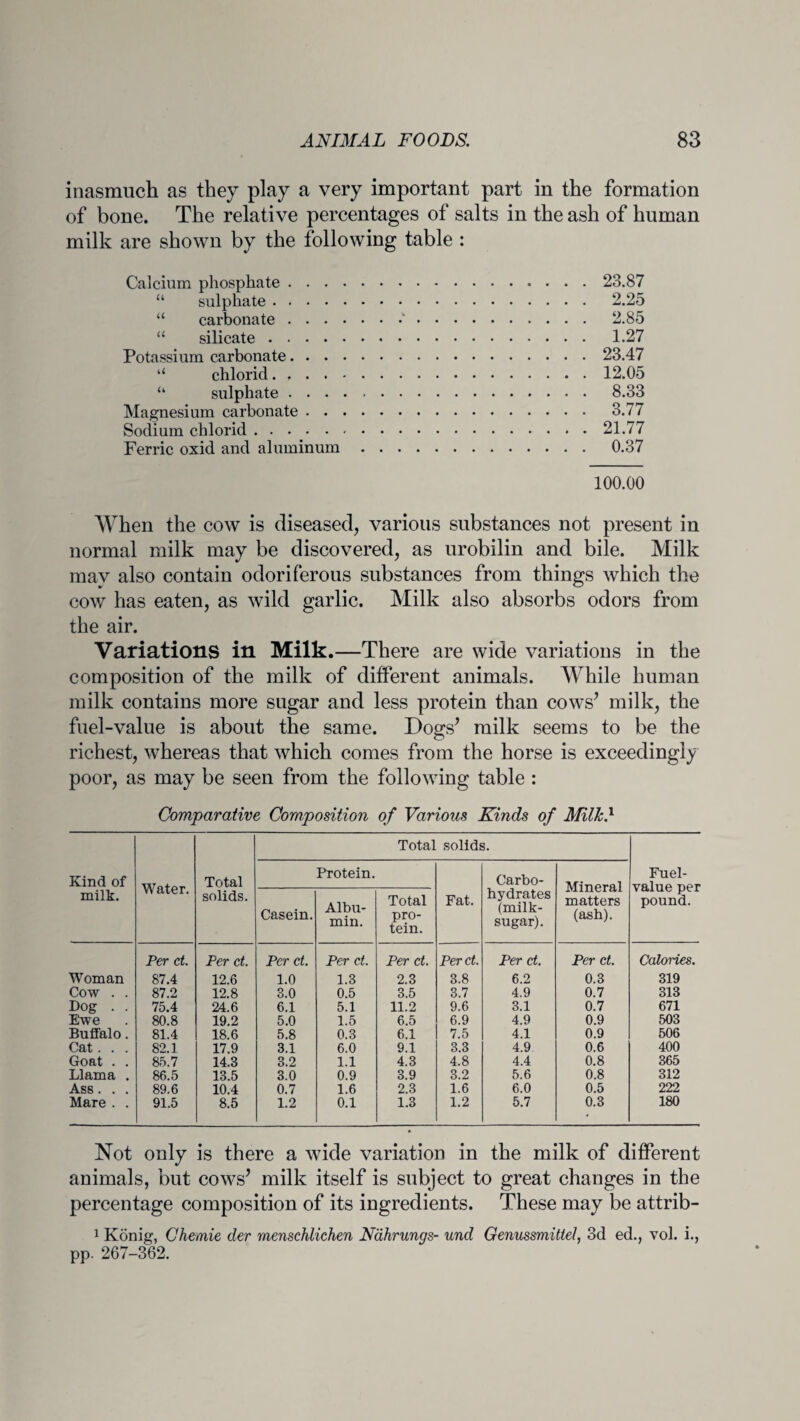 ANIMAL FOODS. 83
inasmuch as they play a very important part in the formation
of bone. The relative percentages of salts in the ash of human
milk are shown by the following table :
Calcium phosphate . . . . . . . . . . . . . . . . . . 23.87
“ sulphate . . . . . . . . . . . . . . . . . . 2.25
“ carbonate . . . . . . . . . . . . . . . . . . 2.85
“ silicate . . . . . . . . . . . . . . . . . . 1.27
Potassium carbonate . . . . . . . . . . . . . . . . . . 23.47
“ chlorid . . . . . . . . . . . . . . . . . . 12.05
“ sulphate . . . . . . . . . . . . . . . . . . 8.33
Magnesium carbonate . . . . . . . . . . . . . . . . . . 3.77
Sodium chlorid . . . . . . . . . . . . . . . . . . 21.77
Ferric oxid and aluminum . . . . . . . . . . . . . 0.37
100.00
When the cow is diseased, various substances not present in
normal milk may be discovered, as urobilin and bile. Milk
may also contain odoriferous substances from things which the
cow has eaten, as wild garlic. Milk also absorbs odors from
the air.
Variations in Milk.—There are wide variations in the
composition of the milk of different animals. While human
milk contains more sugar and less protein than cows’ milk, the
fuel-value is about the same. Dogs’ milk seems to be the
richest, whereas that which comes from the horse is exceedingly
poor, as may be seen from the following table :
Comparative Composition of Various Kinds of Milk.¹
Kind of milk. Water. Total solids. Total solids. Fuel-value per pound.
Protein. Fat. Carbo-hydrates (milk-sugar). Mineral matters (ash).
Casein. Albu-min. Total pro-tein.
Per ct. Per ct. Per ct. Per ct. Per ct. Per ct. Per ct. Per ct. Calories.
Woman 87.4 12.6 1.0 1.3 2.3 3.8 6.2 0.3 319
Cow . . 87.2 12.8 3.0 0.5 3.5 3.7 4.9 0.7 313
Dog . . 75.4 24.6 6.1 5.1 11.2 9.6 3.1 0.7 671
Ewe . 80.8 19.2 5.0 1.5 6.5 6.9 4.9 0.9 503
Buffalo . 81.4 18.6 5.8 0.3 6.1 7.5 4.1 0.9 506
Cat . . . 82.1 17.9 3.1 6.0 9.1 3.3 4.9 0.6 400
Goat . . 85.7 14.3 3.2 1.1 4.3 4.8 4.4 0.8 365
Llama . 86.5 13.5 3.0 0.9 3.9 3.2 5.6 0.8 312
Ass . . . 89.6 10.4 0.7 1.6 2.3 1.6 6.0 0.5 222
Mare . . 91.5 8.5 1.2 0.1 1.3 1.2 5.7 0.3 180
Not only is there a wide variation in the milk of different
animals, but cows’ milk itself is subject to great changes in the
percentage composition of its ingredients. These may be attrib-
¹ König, Chemie der menschlichen Nährungs- und Genussmittel, 3d ed., vol. i.,
pp. 267-362.